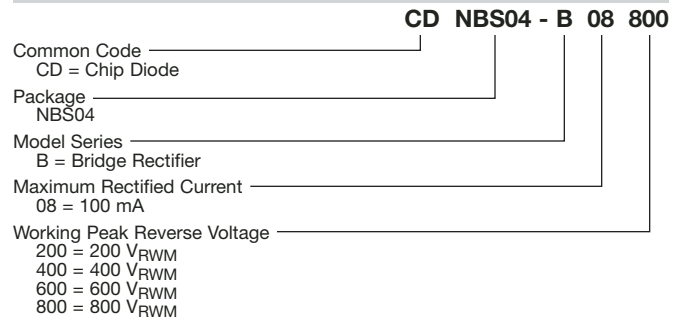 CD NBS04 - B 08 800
Common Code
CD = Chip Diode
Package
NBS04
Model Series
B = Bridge Rectifier
Maximum Rectified Current
08 = 100 mA
Working Peak Reverse Voltage
200 = 200 VRWM
400 = 400 VRWM
600 = 600 VRWM
800 = 800 VRWM